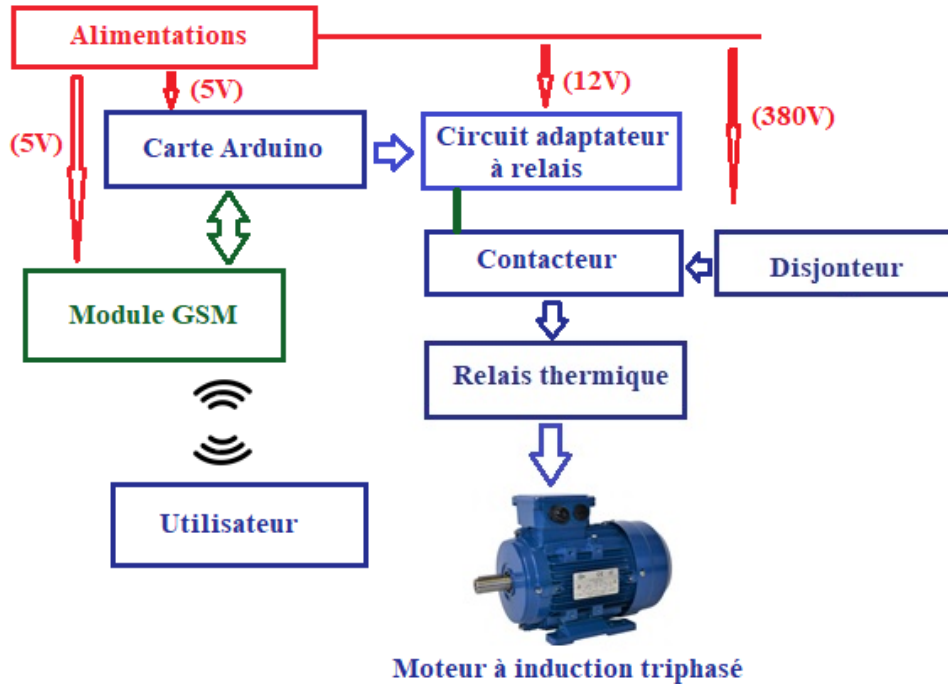 Alimentations
(5V)
(5V)
(12V)
(380V)
Carte Arduino
Circuit adaptateur
à relais
Contacteur
Disjonteur
Module GSM
Relais thermique
Utilisateur
Moteur à induction triphasé